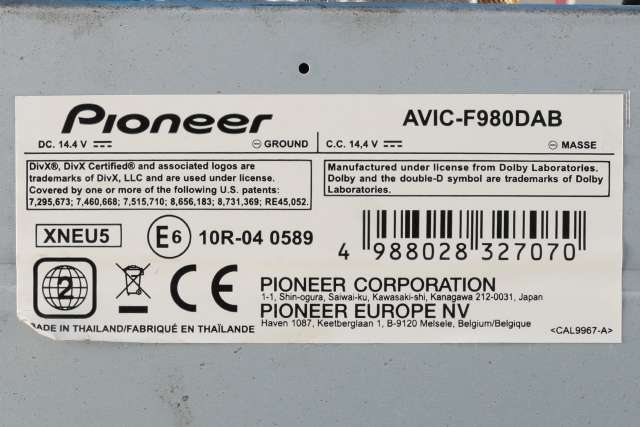 Pioneer
AVIC-F980DAB
DC. 14.4 V ⎓ ⊖ GROUND
C.C. 14,4 V ⎓ ⊖ MASSE
DivX®, DivX Certified® and associated logos are
trademarks of DivX, LLC and are used under license.
Covered by one or more of the following U.S. patents:
7,295,673; 7,460,668; 7,515,710; 8,656,183; 8,731,369; RE45,052.
Manufactured under license from Dolby Laboratories.
Dolby and the double-D symbol are trademarks of Dolby
Laboratories.
XNEU5
E6
10R-04 0589
4 988028 327070
2
CE
PIONEER CORPORATION
1-1, Shin-ogura, Saiwai-ku, Kawasaki-shi, Kanagawa 212-0031, Japan
PIONEER EUROPE NV
Haven 1087, Keetberglaan 1, B-9120 Melsele, Belgium/Belgique
MADE IN THAILAND/FABRIQUÉ EN THAÏLANDE
<CAL9967-A>